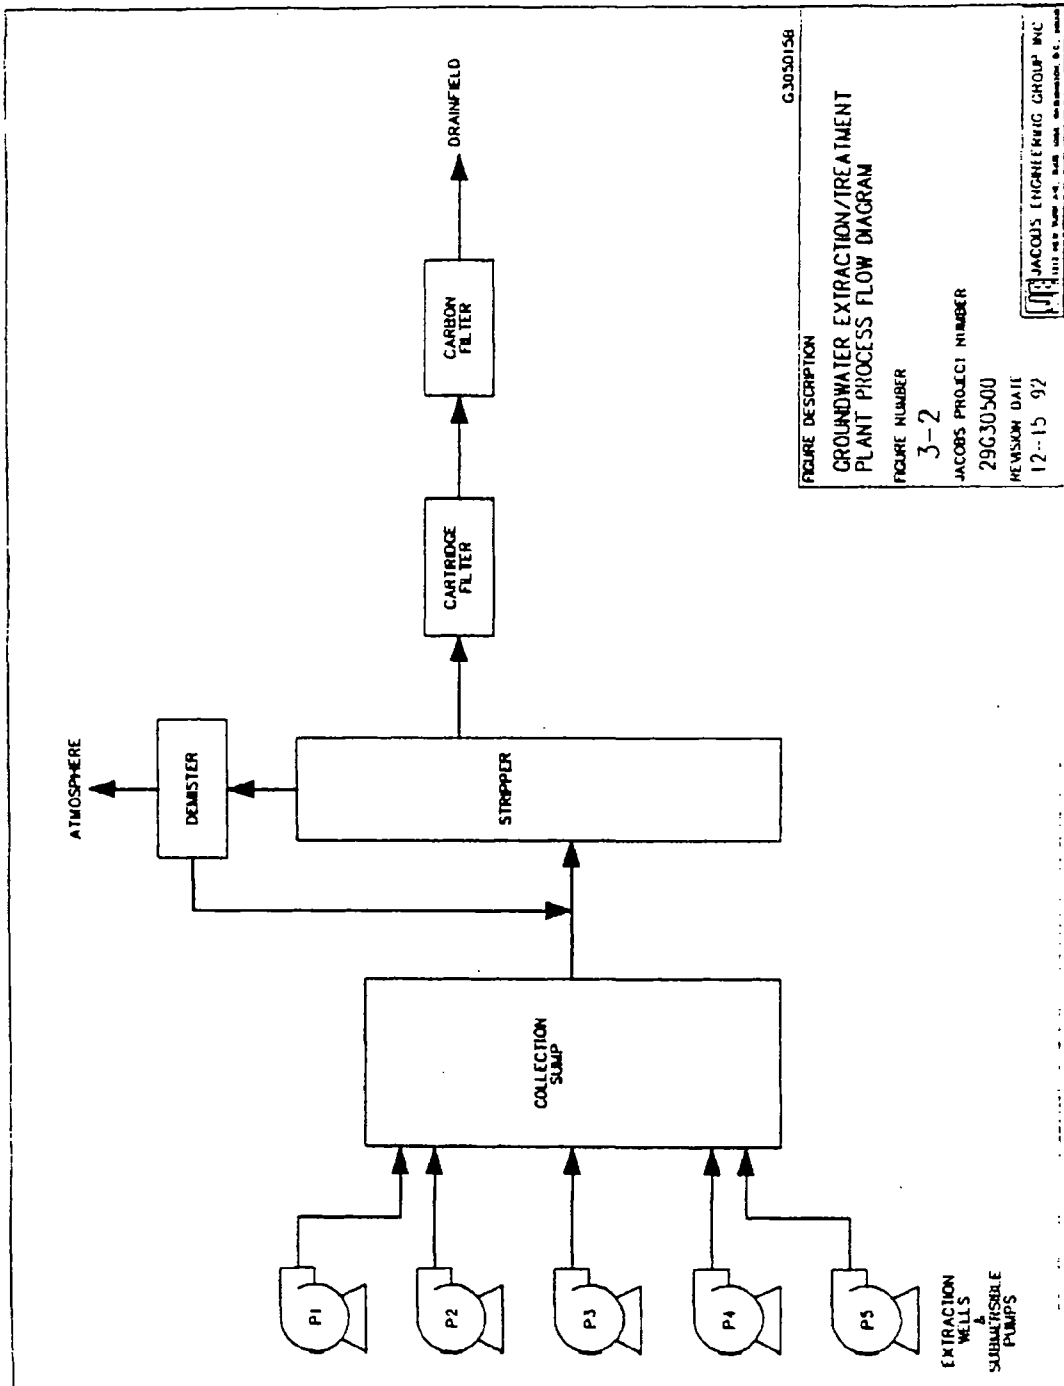 ATMOSPHERE
DEMISTER
STRIPPER
COLLECTION
SUMP
CARTRIDGE
FILTER
CARBON
FILTER
DRAINFIELD
P1
P2
P3
P4
P5
EXTRACTION
WELLS
&
SUBMERSIBLE
PUMPS
G305015B
FIGURE DESCRIPTION
GROUNDWATER EXTRACTION/TREATMENT
PLANT PROCESS FLOW DIAGRAM
FIGURE NUMBER
3-2
JACOBS PROJECT NUMBER
29G30500
REVISION DATE
12-15 92
JACOBS ENGINEERING GROUP INC